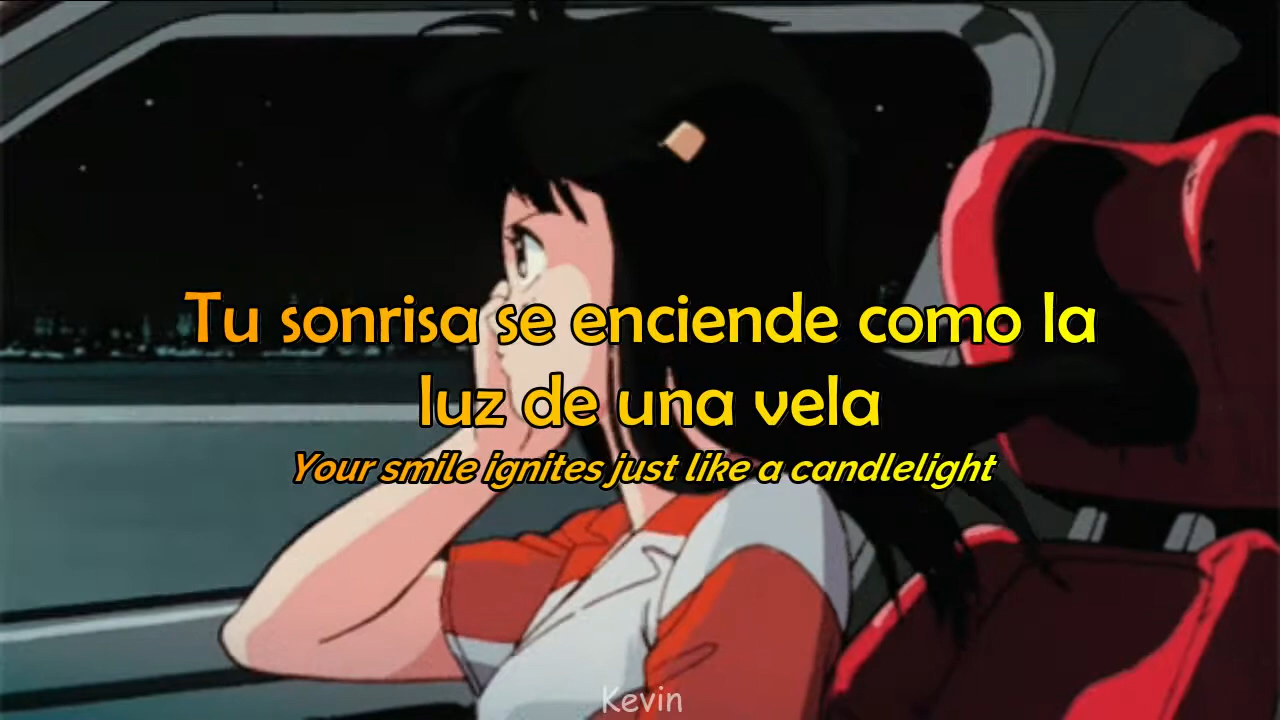 Tu sonrisa se enciende como la
luz de una vela
Your smile ignites just like a candlelight
Kevin